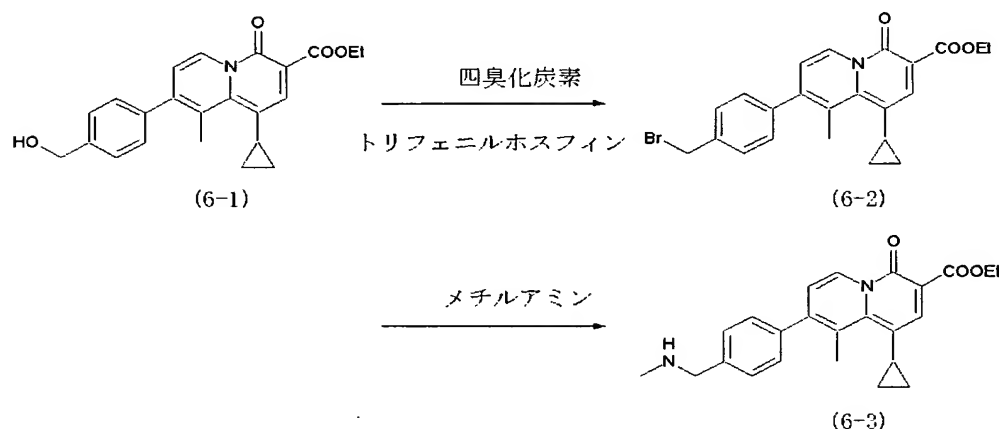 O
COOEt
N
HO
(6-1)
四臭化炭素
トリフェニルホスフィン
O
COOEt
N
Br
(6-2)
メチルアミン
O
COOEt
N
H
N
(6-3)